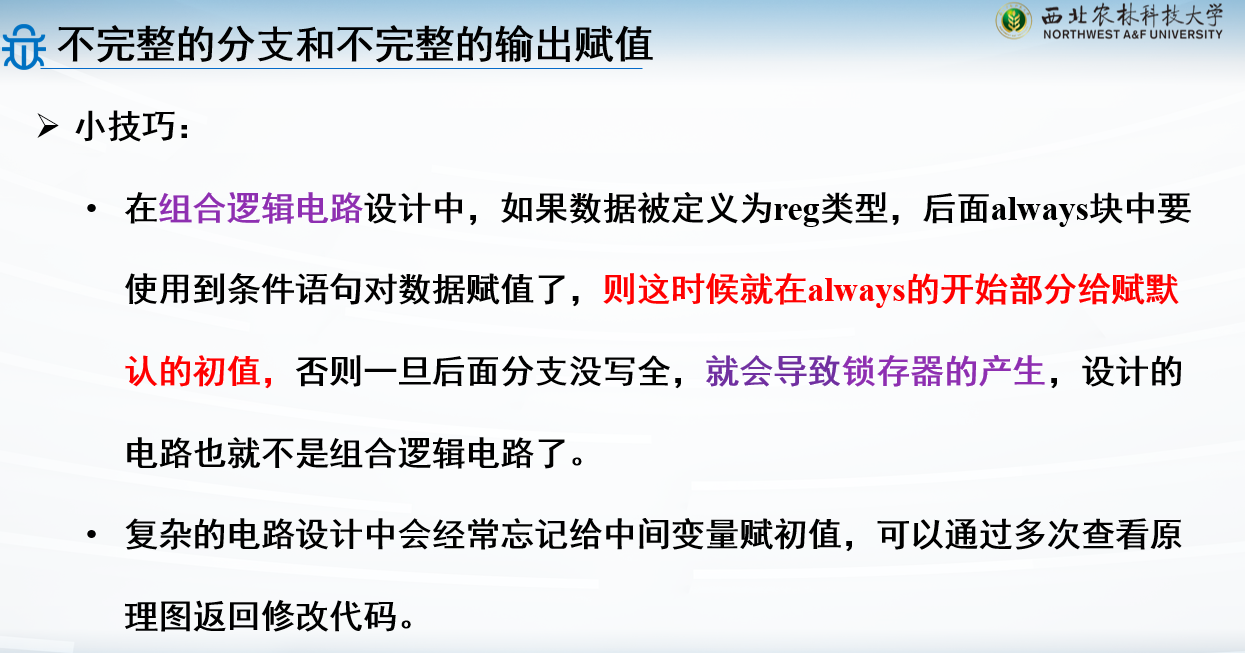 不完整的分支和不完整的输出赋值
西北农林科技大学
NORTHWEST A&F UNIVERSITY
➢ 小技巧：
• 在组合逻辑电路设计中，如果数据被定义为reg类型，后面always块中要
使用到条件语句对数据赋值了，则这时候就在always的开始部分给赋默
认的初值，否则一旦后面分支没写全，就会导致锁存器的产生，设计的
电路也就不是组合逻辑电路了。
• 复杂的电路设计中会经常忘记给中间变量赋初值，可以通过多次查看原
理图返回修改代码。